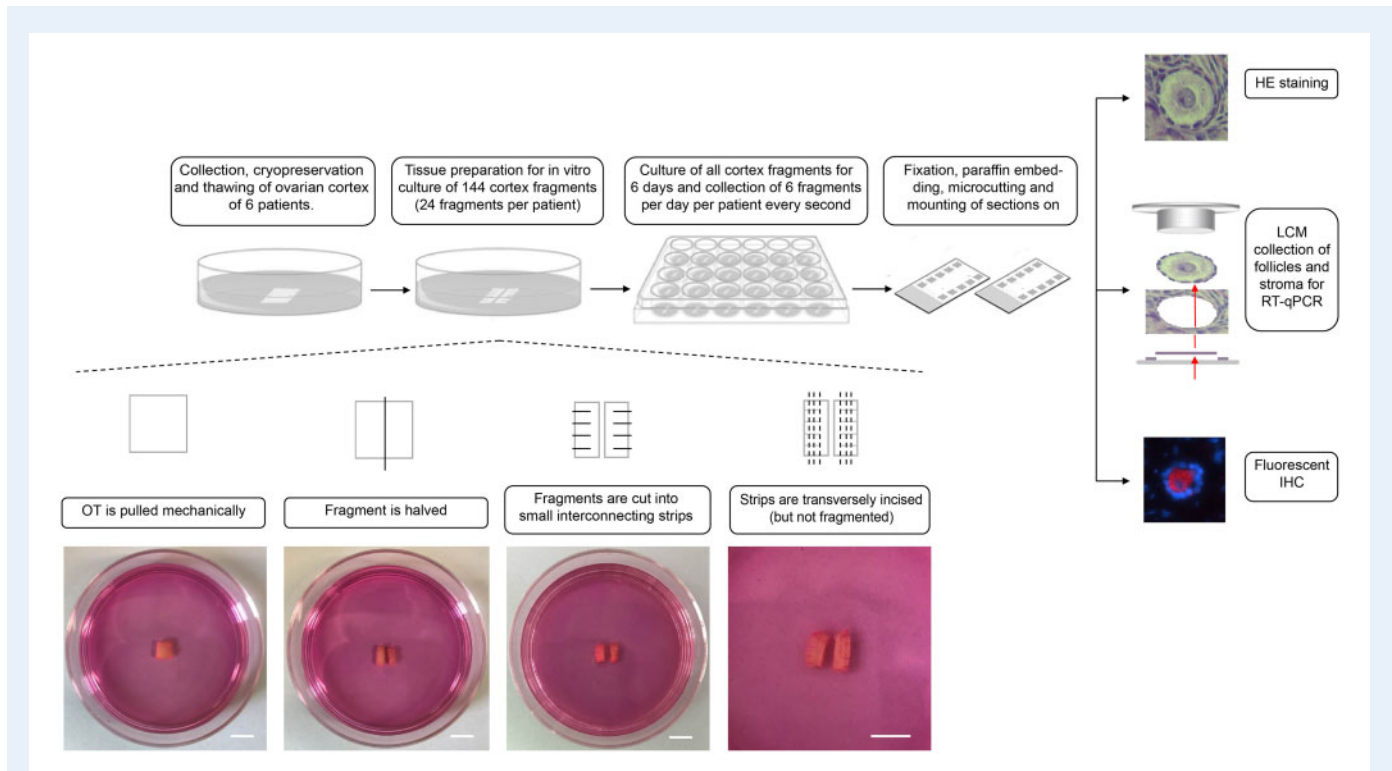 HE staining
Collection, cryopreservation
and thawing of ovarian cortex
of 6 patients.
Tissue preparation for in vitro
culture of 144 cortex fragments
(24 fragments per patient)
Culture of all cortex fragments for
6 days and collection of 6 fragments
per day per patient every second
Fixation, paraffin embed-
ding, microcutting and
mounting of sections on
LCM
collection of
follicles and
stroma for
RT-qPCR
Fluorescent
IHC
OT is pulled mechanically
Fragment is halved
Fragments are cut into
small interconnecting strips
Strips are transversely incised
(but not fragmented)